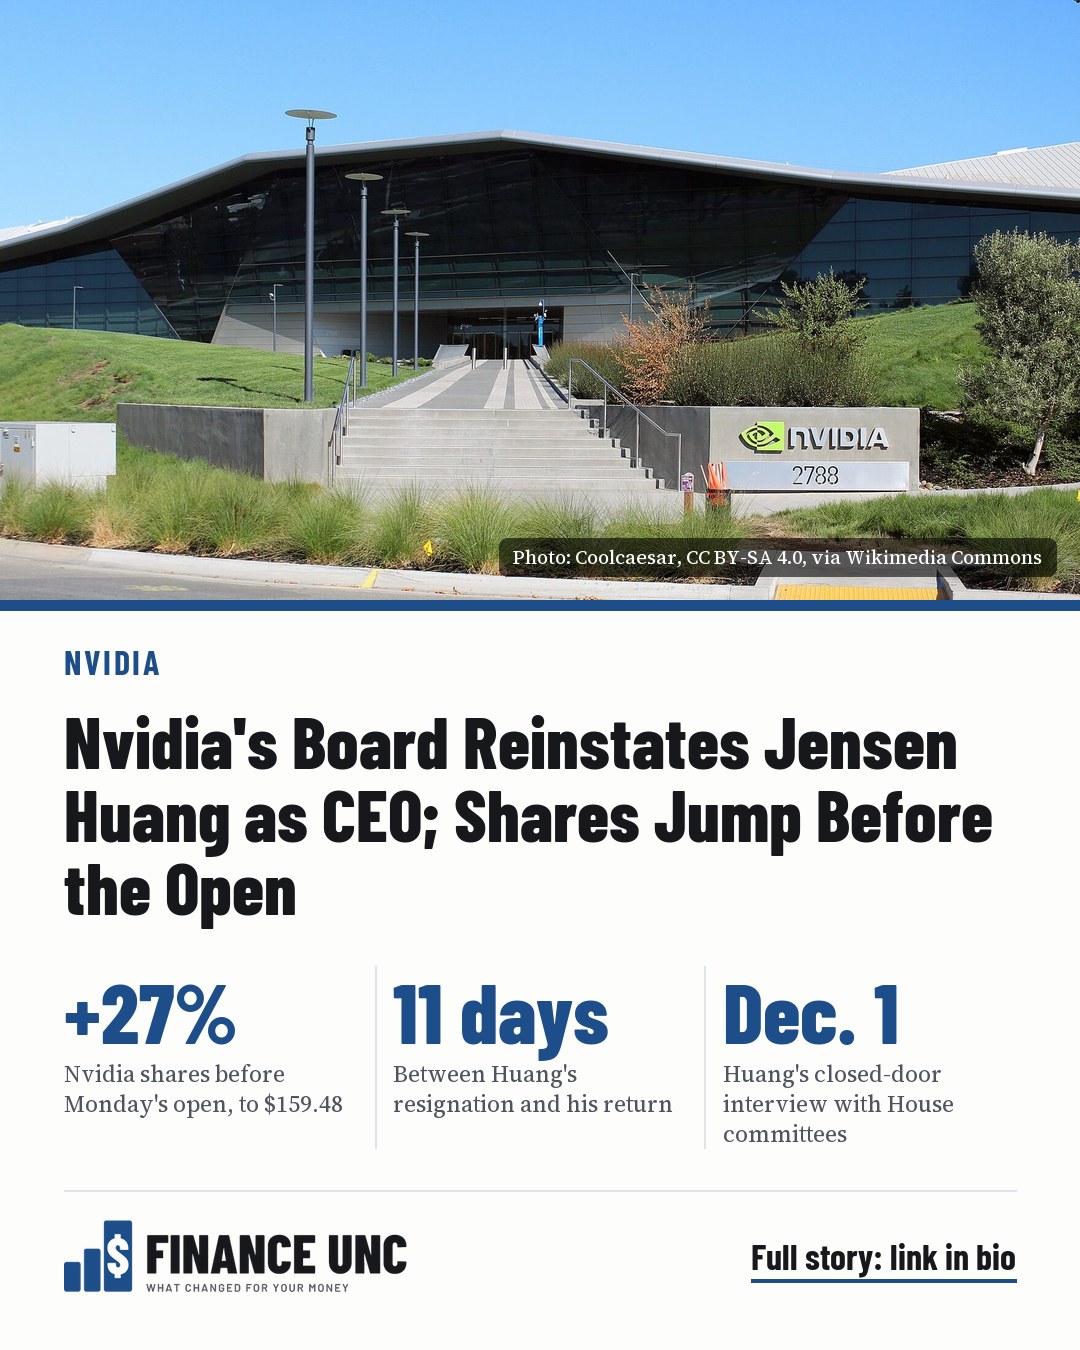 NVIDIA
2788
Photo: Coolcaesar, CC BY-SA 4.0, via Wikimedia Commons
NVIDIA
Nvidia's Board Reinstates Jensen
Huang as CEO; Shares Jump Before
the Open
+27%
Nvidia shares before
Monday's open, to $159.48
11 days
Between Huang's
resignation and his return
Dec. 1
Huang's closed-door
interview with House
committees
$
FINANCE UNC
WHAT CHANGED FOR YOUR MONEY
Full story: link in bio